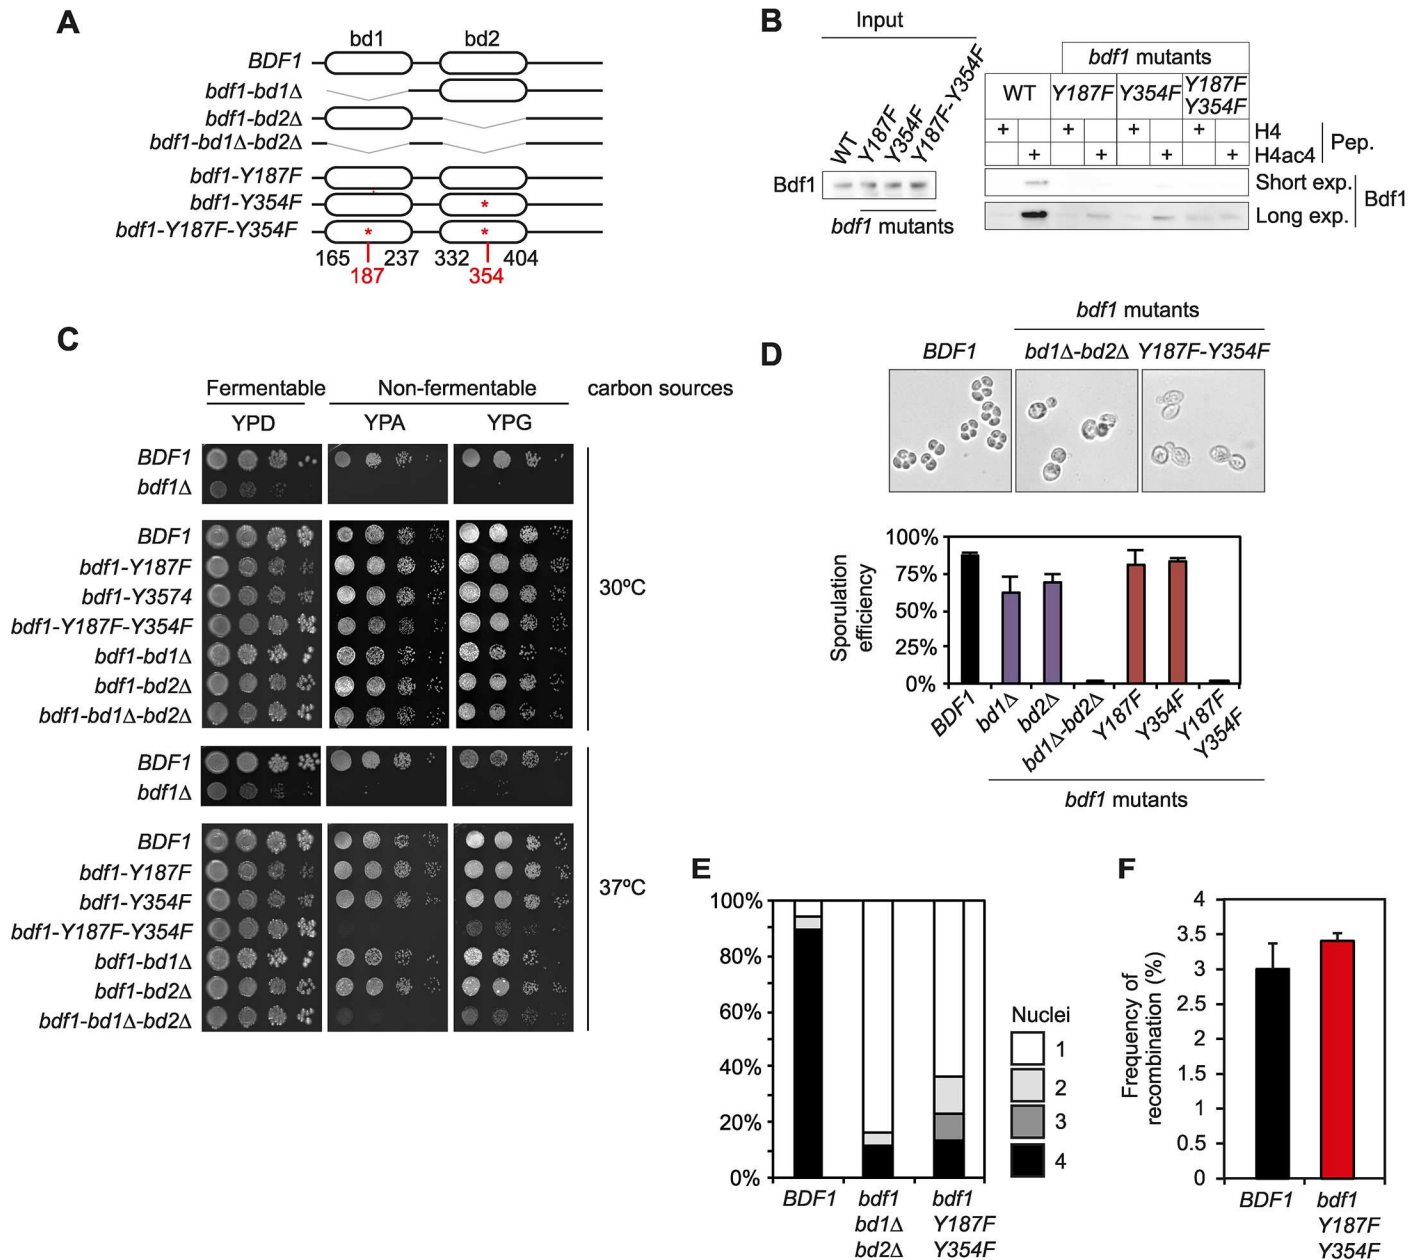 A
bd1 bd2
BDF1
bdf1-bd1Δ
bdf1-bd2Δ
bdf1-bd1Δ-bd2Δ
bdf1-Y187F
bdf1-Y354F
*
bdf1-Y187F-Y354F
* *
165 237 332 404
187 354
B
Input
WT Y187F Y354F Y187F-Y354F
Bdf1
bdf1 mutants
bdf1 mutants
WT Y187F Y354F Y187F
Y354F
+ + + + H4
+ + + + H4ac4
Pep.
Short exp.
Long exp.
Bdf1
C
Fermentable Non-fermentable carbon sources
YPD YPA YPG
BDF1
bdf1Δ
BDF1
bdf1-Y187F
bdf1-Y3574
bdf1-Y187F-Y354F
bdf1-bd1Δ
bdf1-bd2Δ
bdf1-bd1Δ-bd2Δ
30ºC
BDF1
bdf1Δ
BDF1
bdf1-Y187F
bdf1-Y354F
bdf1-Y187F-Y354F
bdf1-bd1Δ
bdf1-bd2Δ
bdf1-bd1Δ-bd2Δ
37ºC
D
bdf1 mutants
BDF1 bd1Δ-bd2Δ Y187F-Y354F
Sporulation
efficiency
100%
75%
50%
25%
0%
BDF1 bd1Δ bd2Δ bd1Δ-bd2Δ Y187F Y354F Y187F
Y354F
bdf1 mutants
E
100%
80%
60%
40%
20%
0%
BDF1 bdf1 bdf1
bd1Δ Y187F
bd2Δ Y354F
Nuclei
1
2
3
4
F
Frequency of
recombination (%)
4
3.5
3
2.5
2
1.5
1
0.5
0
BDF1 bdf1
Y187F
Y354F